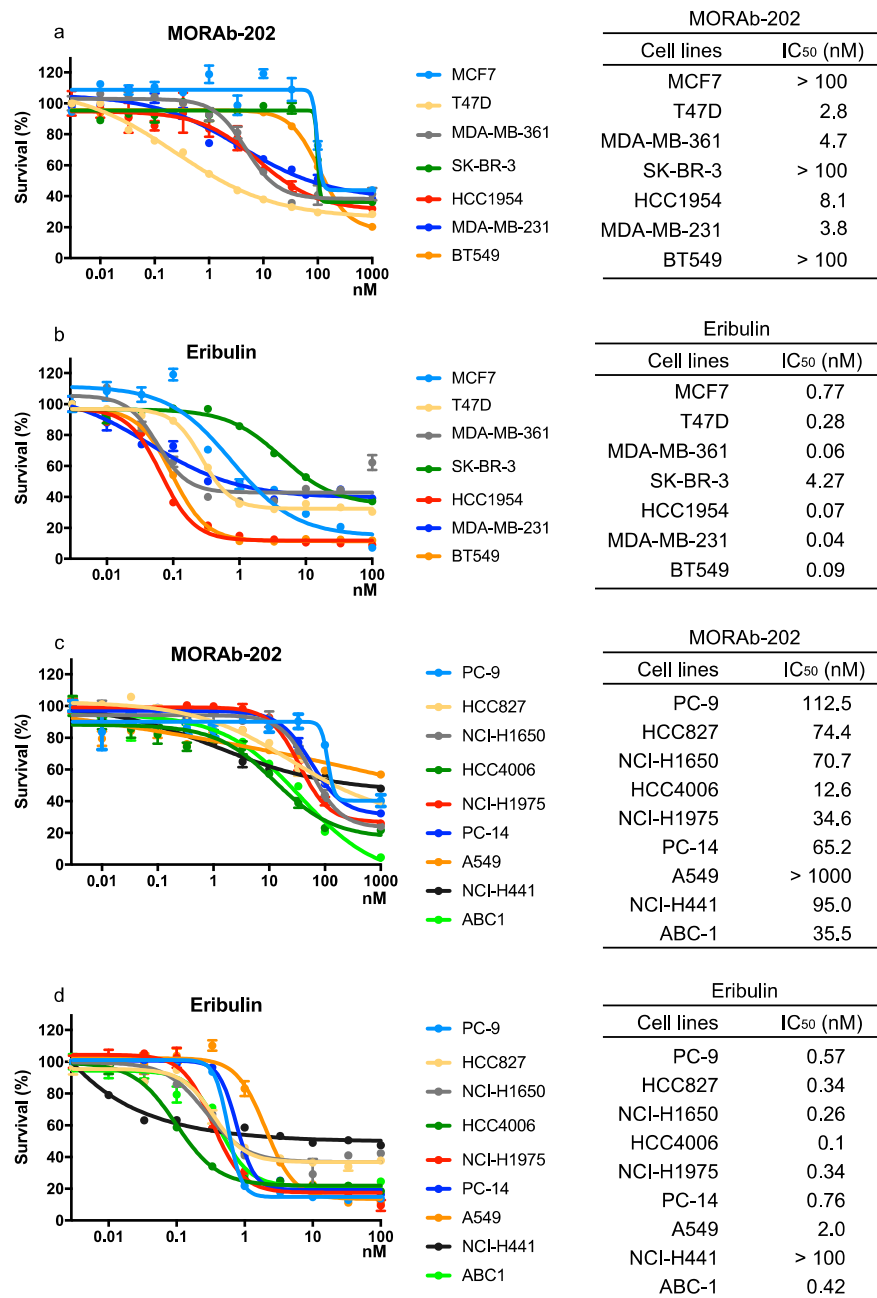 a
MORAb-202
Survival (%)
120
100
80
60
40
20
0
0.01 0.1 1 10 100 1000
nM
MCF7
T47D
MDA-MB-361
SK-BR-3
HCC1954
MDA-MB-231
BT549
MORAb-202
Cell lines IC50 (nM)
MCF7 > 100
T47D 2.8
MDA-MB-361 4.7
SK-BR-3 > 100
HCC1954 8.1
MDA-MB-231 3.8
BT549 > 100
b
Eribulin
Survival (%)
120
100
80
60
40
20
0
0.01 0.1 1 10 100
nM
MCF7
T47D
MDA-MB-361
SK-BR-3
HCC1954
MDA-MB-231
BT549
Eribulin
Cell lines IC50 (nM)
MCF7 0.77
T47D 0.28
MDA-MB-361 0.06
SK-BR-3 4.27
HCC1954 0.07
MDA-MB-231 0.04
BT549 0.09
c
MORAb-202
Survival (%)
120
100
80
60
40
20
0
0.01 0.1 1 10 100 1000
nM
PC-9
HCC827
NCI-H1650
HCC4006
NCI-H1975
PC-14
A549
NCI-H441
ABC1
MORAb-202
Cell lines IC50 (nM)
PC-9 112.5
HCC827 74.4
NCI-H1650 70.7
HCC4006 12.6
NCI-H1975 34.6
PC-14 65.2
A549 > 1000
NCI-H441 95.0
ABC-1 35.5
d
Eribulin
Survival (%)
120
100
80
60
40
20
0
0.01 0.1 1 10 100
nM
PC-9
HCC827
NCI-H1650
HCC4006
NCI-H1975
PC-14
A549
NCI-H441
ABC1
Eribulin
Cell lines IC50 (nM)
PC-9 0.57
HCC827 0.34
NCI-H1650 0.26
HCC4006 0.1
NCI-H1975 0.34
PC-14 0.76
A549 2.0
NCI-H441 > 100
ABC-1 0.42